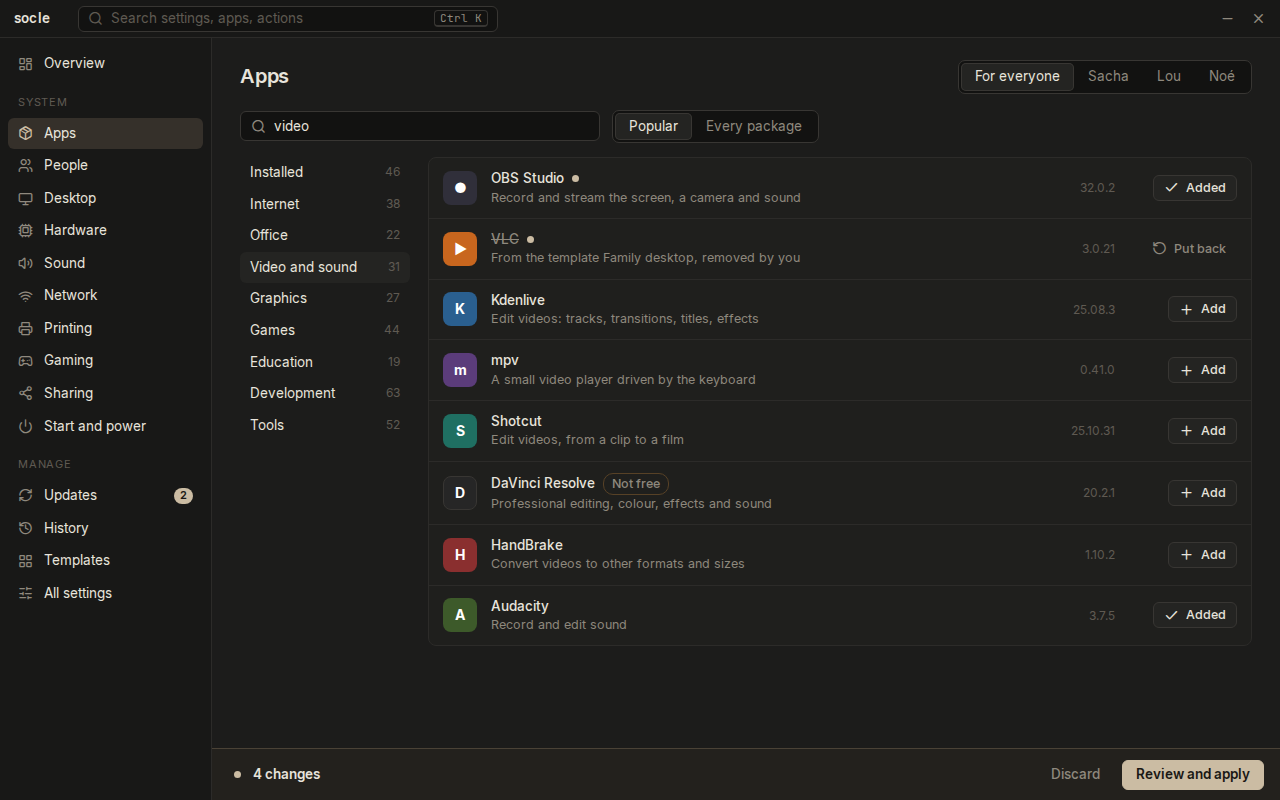 socle
Search settings, apps, actions
Ctrl K
Overview
SYSTEM
Apps
People
Desktop
Hardware
Sound
Network
Printing
Gaming
Sharing
Start and power
MANAGE
Updates 2
History
Templates
All settings
Apps
For everyone Sacha Lou Noé
video
Popular Every package
Installed 46
Internet 38
Office 22
Video and sound 31
Graphics 27
Games 44
Education 19
Development 63
Tools 52
OBS Studio
Record and stream the screen, a camera and sound
32.0.2
Added
VLC
From the template Family desktop, removed by you
3.0.21
Put back
K
Kdenlive
Edit videos: tracks, transitions, titles, effects
25.08.3
Add
m
mpv
A small video player driven by the keyboard
0.41.0
Add
S
Shotcut
Edit videos, from a clip to a film
25.10.31
Add
D
DaVinci Resolve Not free
Professional editing, colour, effects and sound
20.2.1
Add
H
HandBrake
Convert videos to other formats and sizes
1.10.2
Add
A
Audacity
Record and edit sound
3.7.5
Added
4 changes
Discard
Review and apply